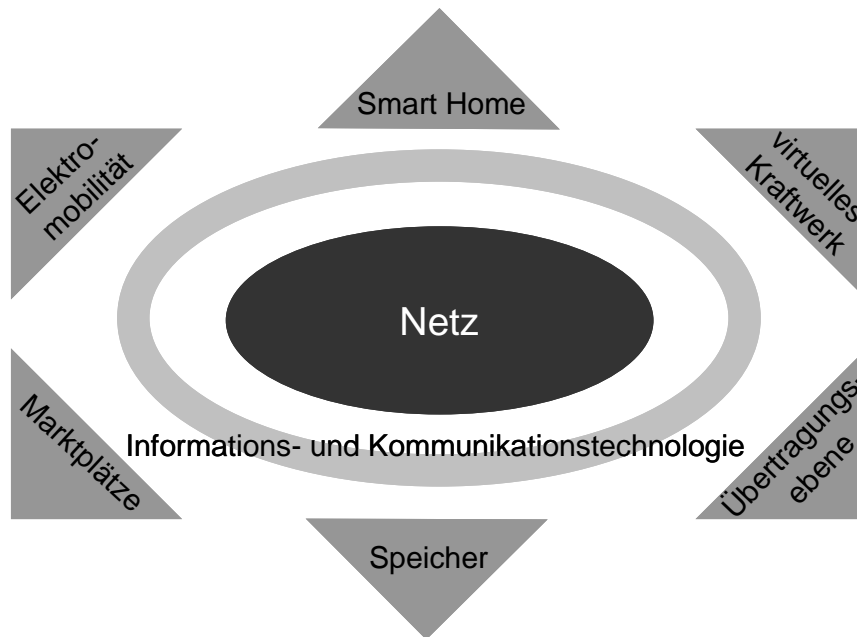 Smart Home
Elektro-
mobilität
virtuelles
Kraftwerk
Netz
Informations- und Kommunikationstechnologie
Marktplätze
Übertragungs-
ebene
Speicher